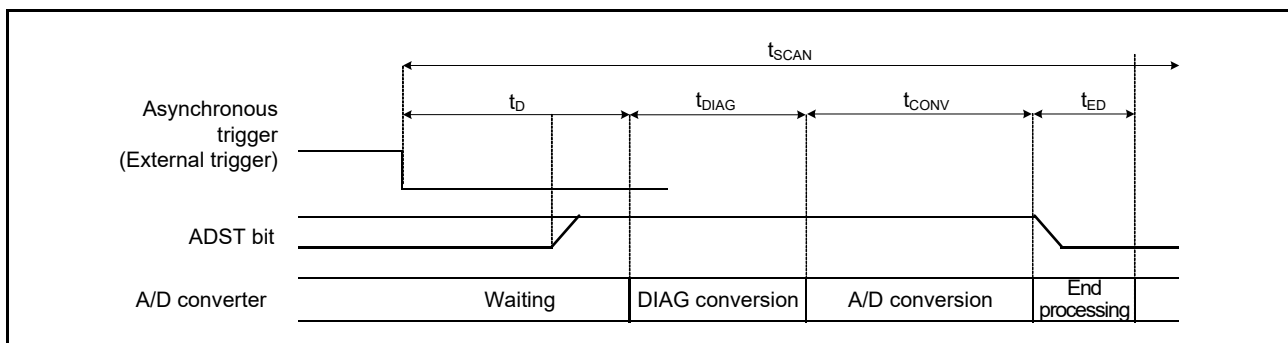 tSCAN
tD
tDIAG
tCONV
tED
Asynchronous
trigger
(External trigger)
ADST bit
A/D converter
Waiting
DIAG conversion
A/D conversion
End
processing